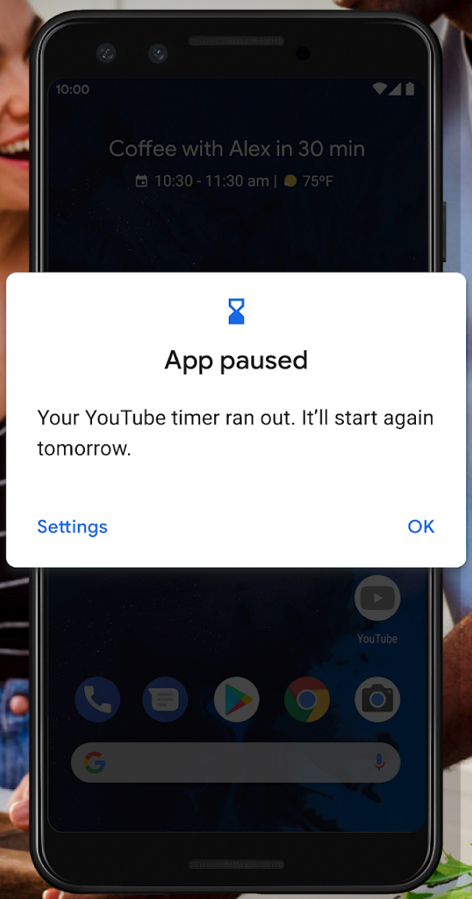 10:00
Coffee with Alex in 30 min
10:30 - 11:30 am | 75°F
App paused
Your YouTube timer ran out. It’ll start again
tomorrow.
Settings OK
YouTube